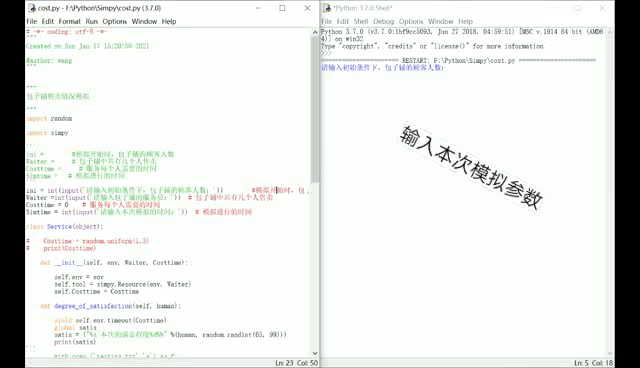 cost.py - F:\Python\Simpy\cost.py (3.7.0)
File Edit Format Run Options Window Help
# -*- coding: utf-8 -*-
"""
Created on Sun Jan 17 15:20:59 2021

@author: wang
"""

"""
包子铺转卖情况模拟
"""
import random

import simpy
'''
ini = #模拟开始时，包子铺的顾客人数
Waiter = # 包子铺中共有几个人售卖
Costtime = # 服务每个人需要的时间
Simtime = # 模拟进行的时间
'''
ini = int(input('请输入初始条件下，包子铺的顾客人数：')) #模拟开始时，包
Waiter =int(input('请输入包子铺的服务员：')) # 包子铺中共有几个人售卖
Costtime = 0 # 服务每个人需要的时间
Simtime = int(input('请输入本次模拟的时间：')) # 模拟进行的时间

class Service(object):

# Costtime = random.uniform(1,3)
# print(Costtime)

def __init__(self, env, Waiter, Costtime):

self.env = env
self.tool = simpy.Resource(env, Waiter)
self.Costtime = Costtime

def degree_of_satisfaction(self, human):

yield self.env.timeout(Costtime)
global satis
satis = ("%s 本次的满意程度%d%%" %(human, random.randint(65, 99)))
print(satis)
'''
Ln: 23 Col: 50
*Python 3.7.0 Shell*
File Edit Shell Debug Options Window Help
Python 3.7.0 (v3.7.0:1bf9cc5093, Jun 27 2018, 04:59:51) [MSC v.1914 64 bit (AMD6
4)] on win32
Type "copyright", "credits" or "license()" for more information
>>>
RESTART: F:\Python\Simpy\cost.py
请输入初始条件下，包子铺的顾客人数：
输入本次模拟参数
Ln: 5 Col: 18